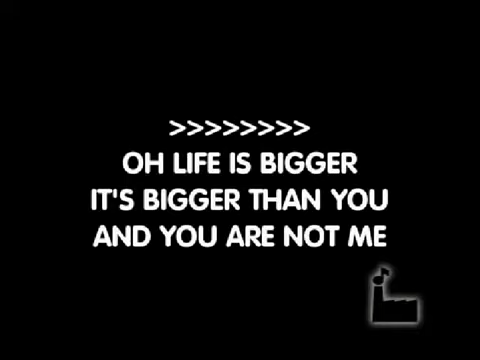 >>>>>>>>
OH LIFE IS BIGGER
IT'S BIGGER THAN YOU
AND YOU ARE NOT ME